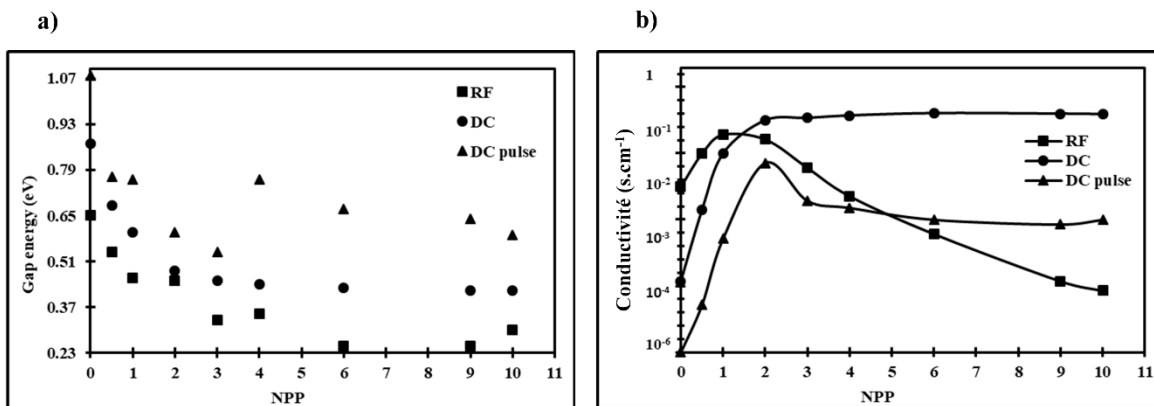 a)
1.07
0.93
0.79
0.65
0.51
0.37
0.23
Gap energy (eV)
RF
DC
DC pulse
0 1 2 3 4 5 6 7 8 9 10 11
NPP
b)
1
10⁻¹
10⁻²
10⁻³
10⁻⁴
10⁻⁶
Conductivité (s.cm⁻¹)
RF
DC
DC pulse
0 1 2 3 4 5 6 7 8 9 10 11
NPP